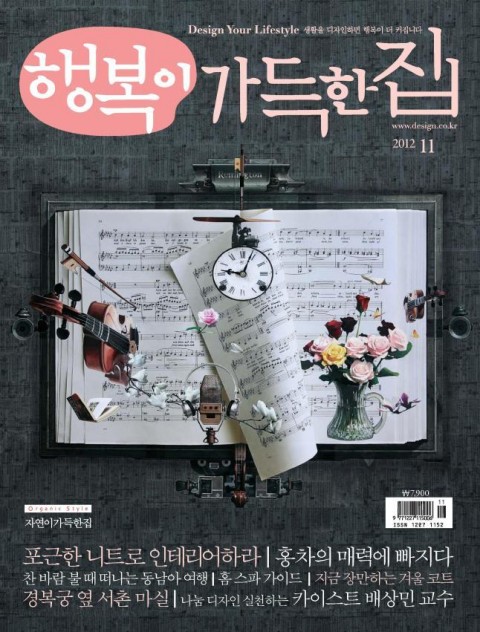 Design Your Lifestyle 생활을 디자인하면 행복이 더 커집니다
행복이 가득한 집
www.design.co.kr
2012 11
Remington
₩7,900
11
9 771227 115006
ISSN 1227 1152
Organic Style
자연이가득한집
포근한 니트로 인테리어하라 | 홍차의 매력에 빠지다
찬 바람 불 때 떠나는 동남아 여행 | 홈 스파 가이드 | 지금 장만하는 겨울 코트
경복궁 옆 서촌 마실 | 나눔 디자인 실천하는 카이스트 배상민 교수